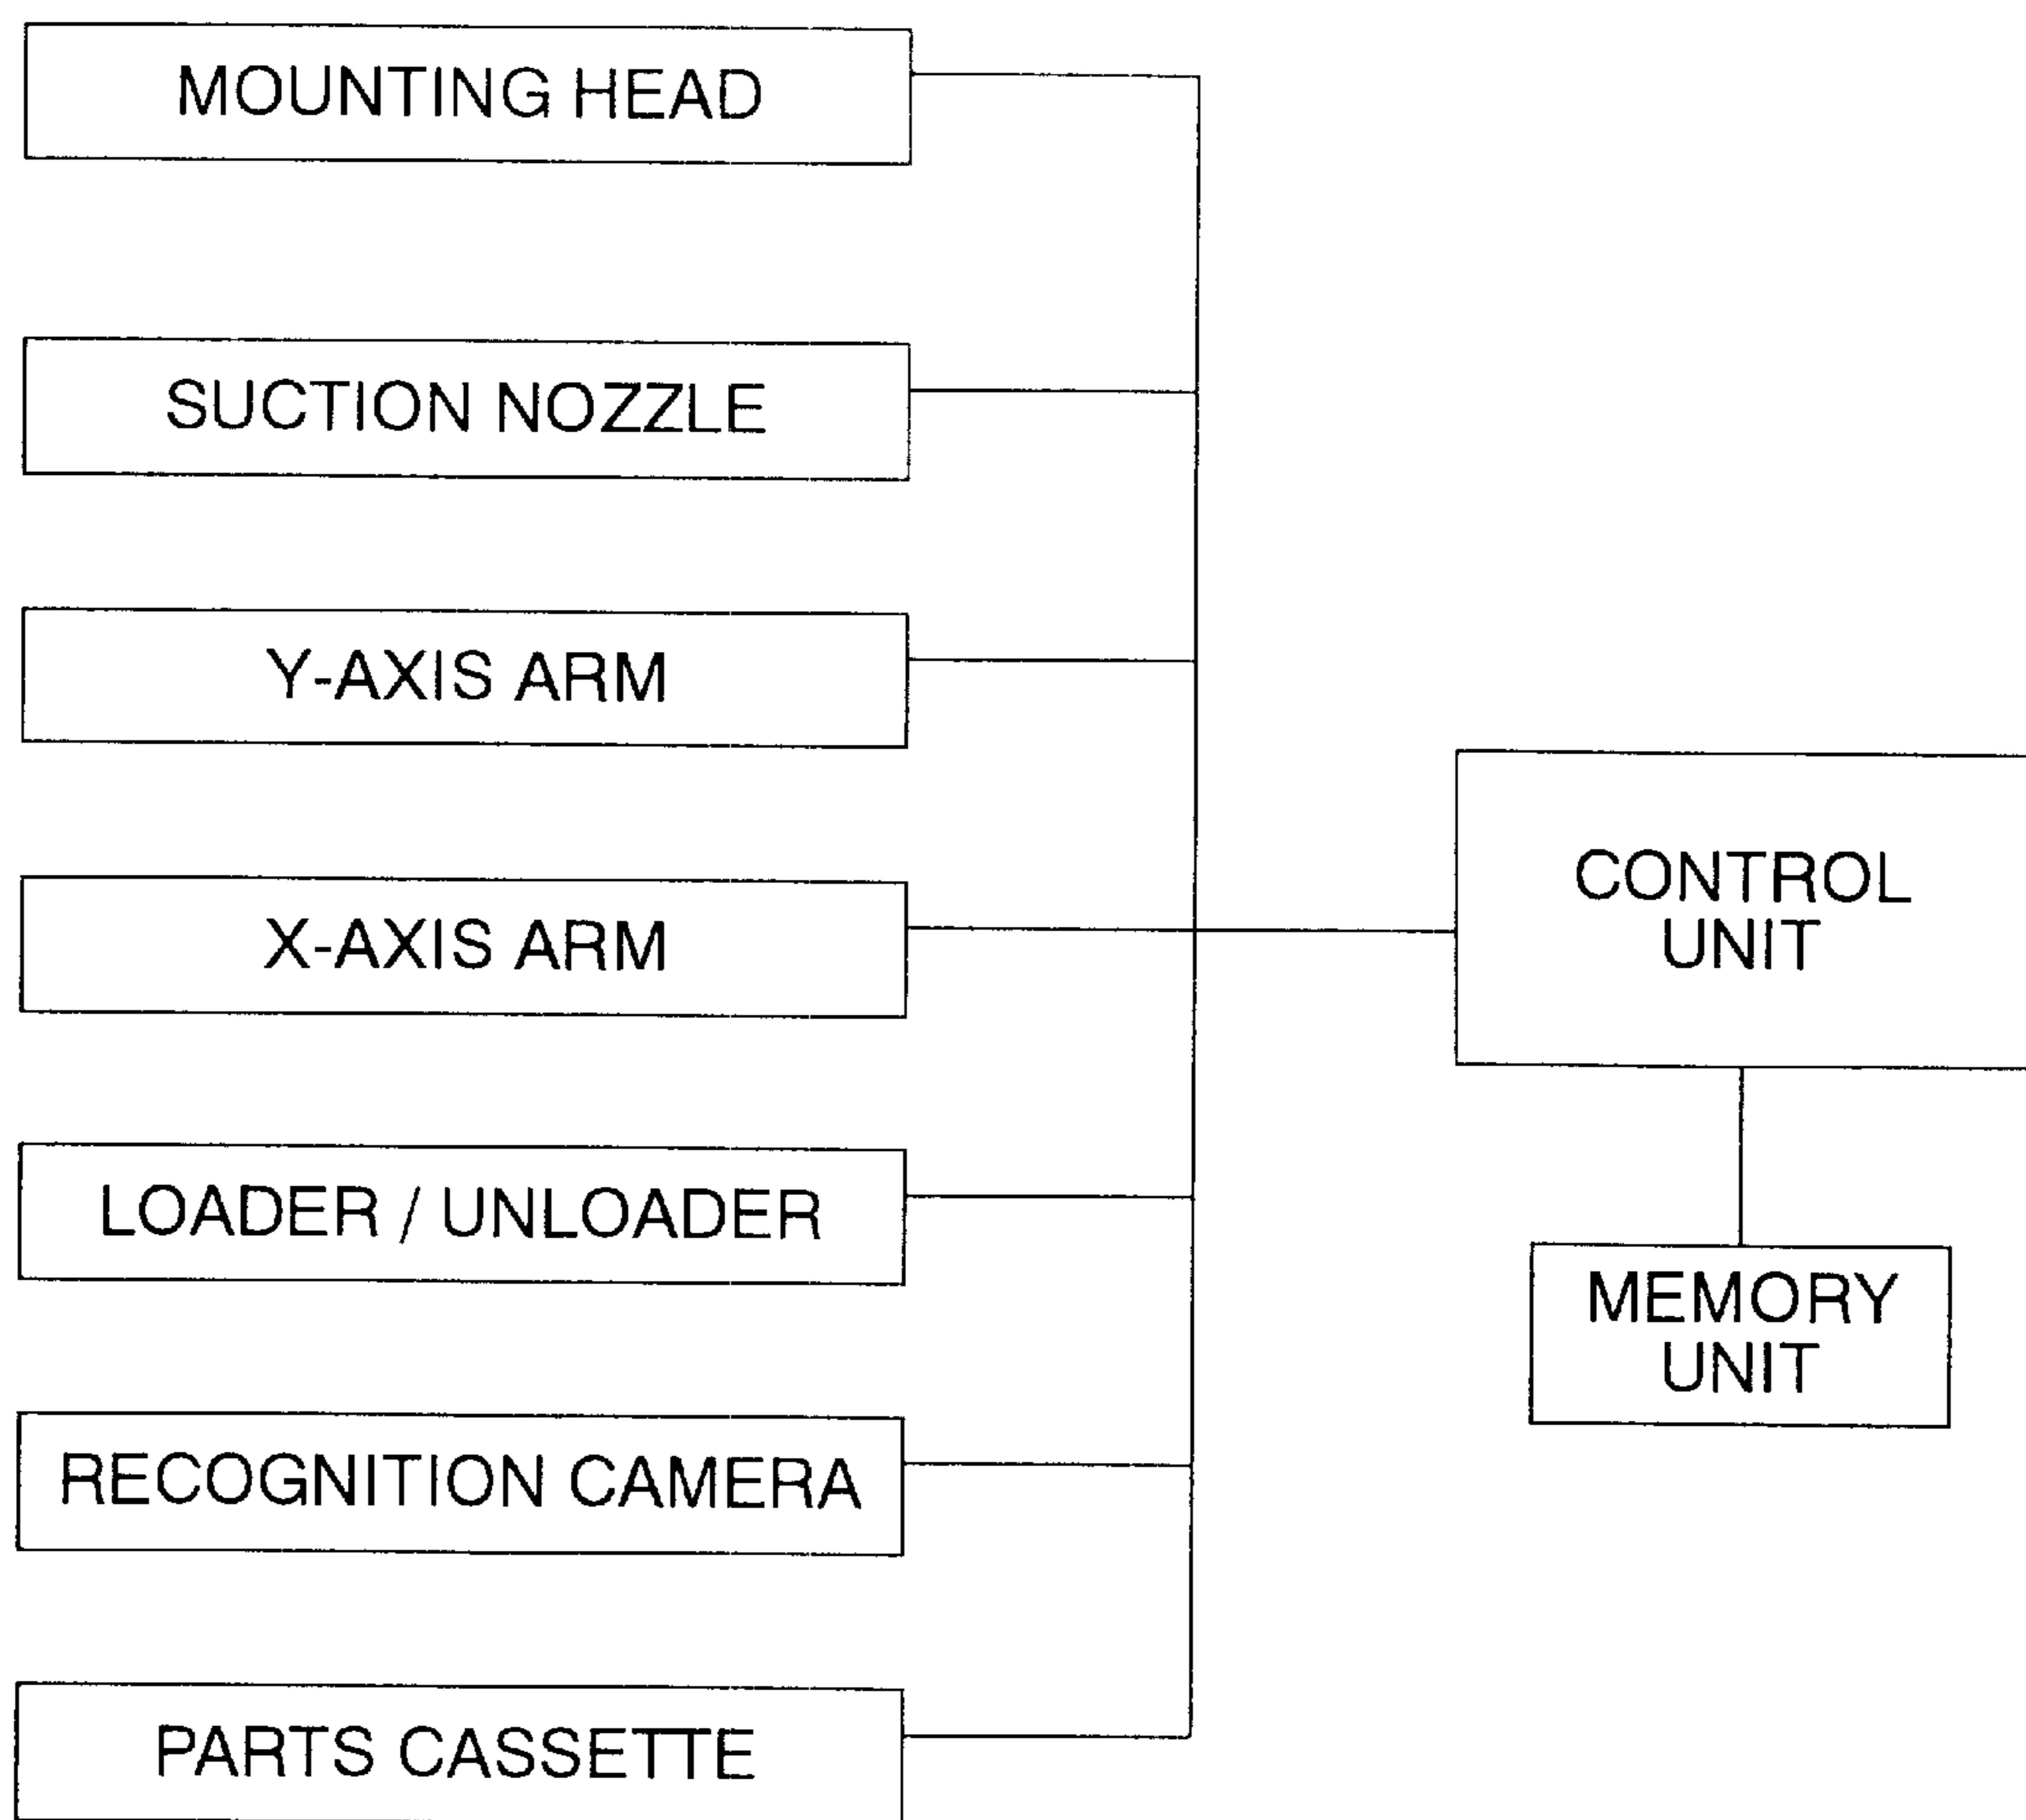 MOUNTING HEAD
SUCTION NOZZLE
Y-AXIS ARM
X-AXIS ARM
CONTROL
UNIT
LOADER / UNLOADER
MEMORY
UNIT
RECOGNITION CAMERA
PARTS CASSETTE